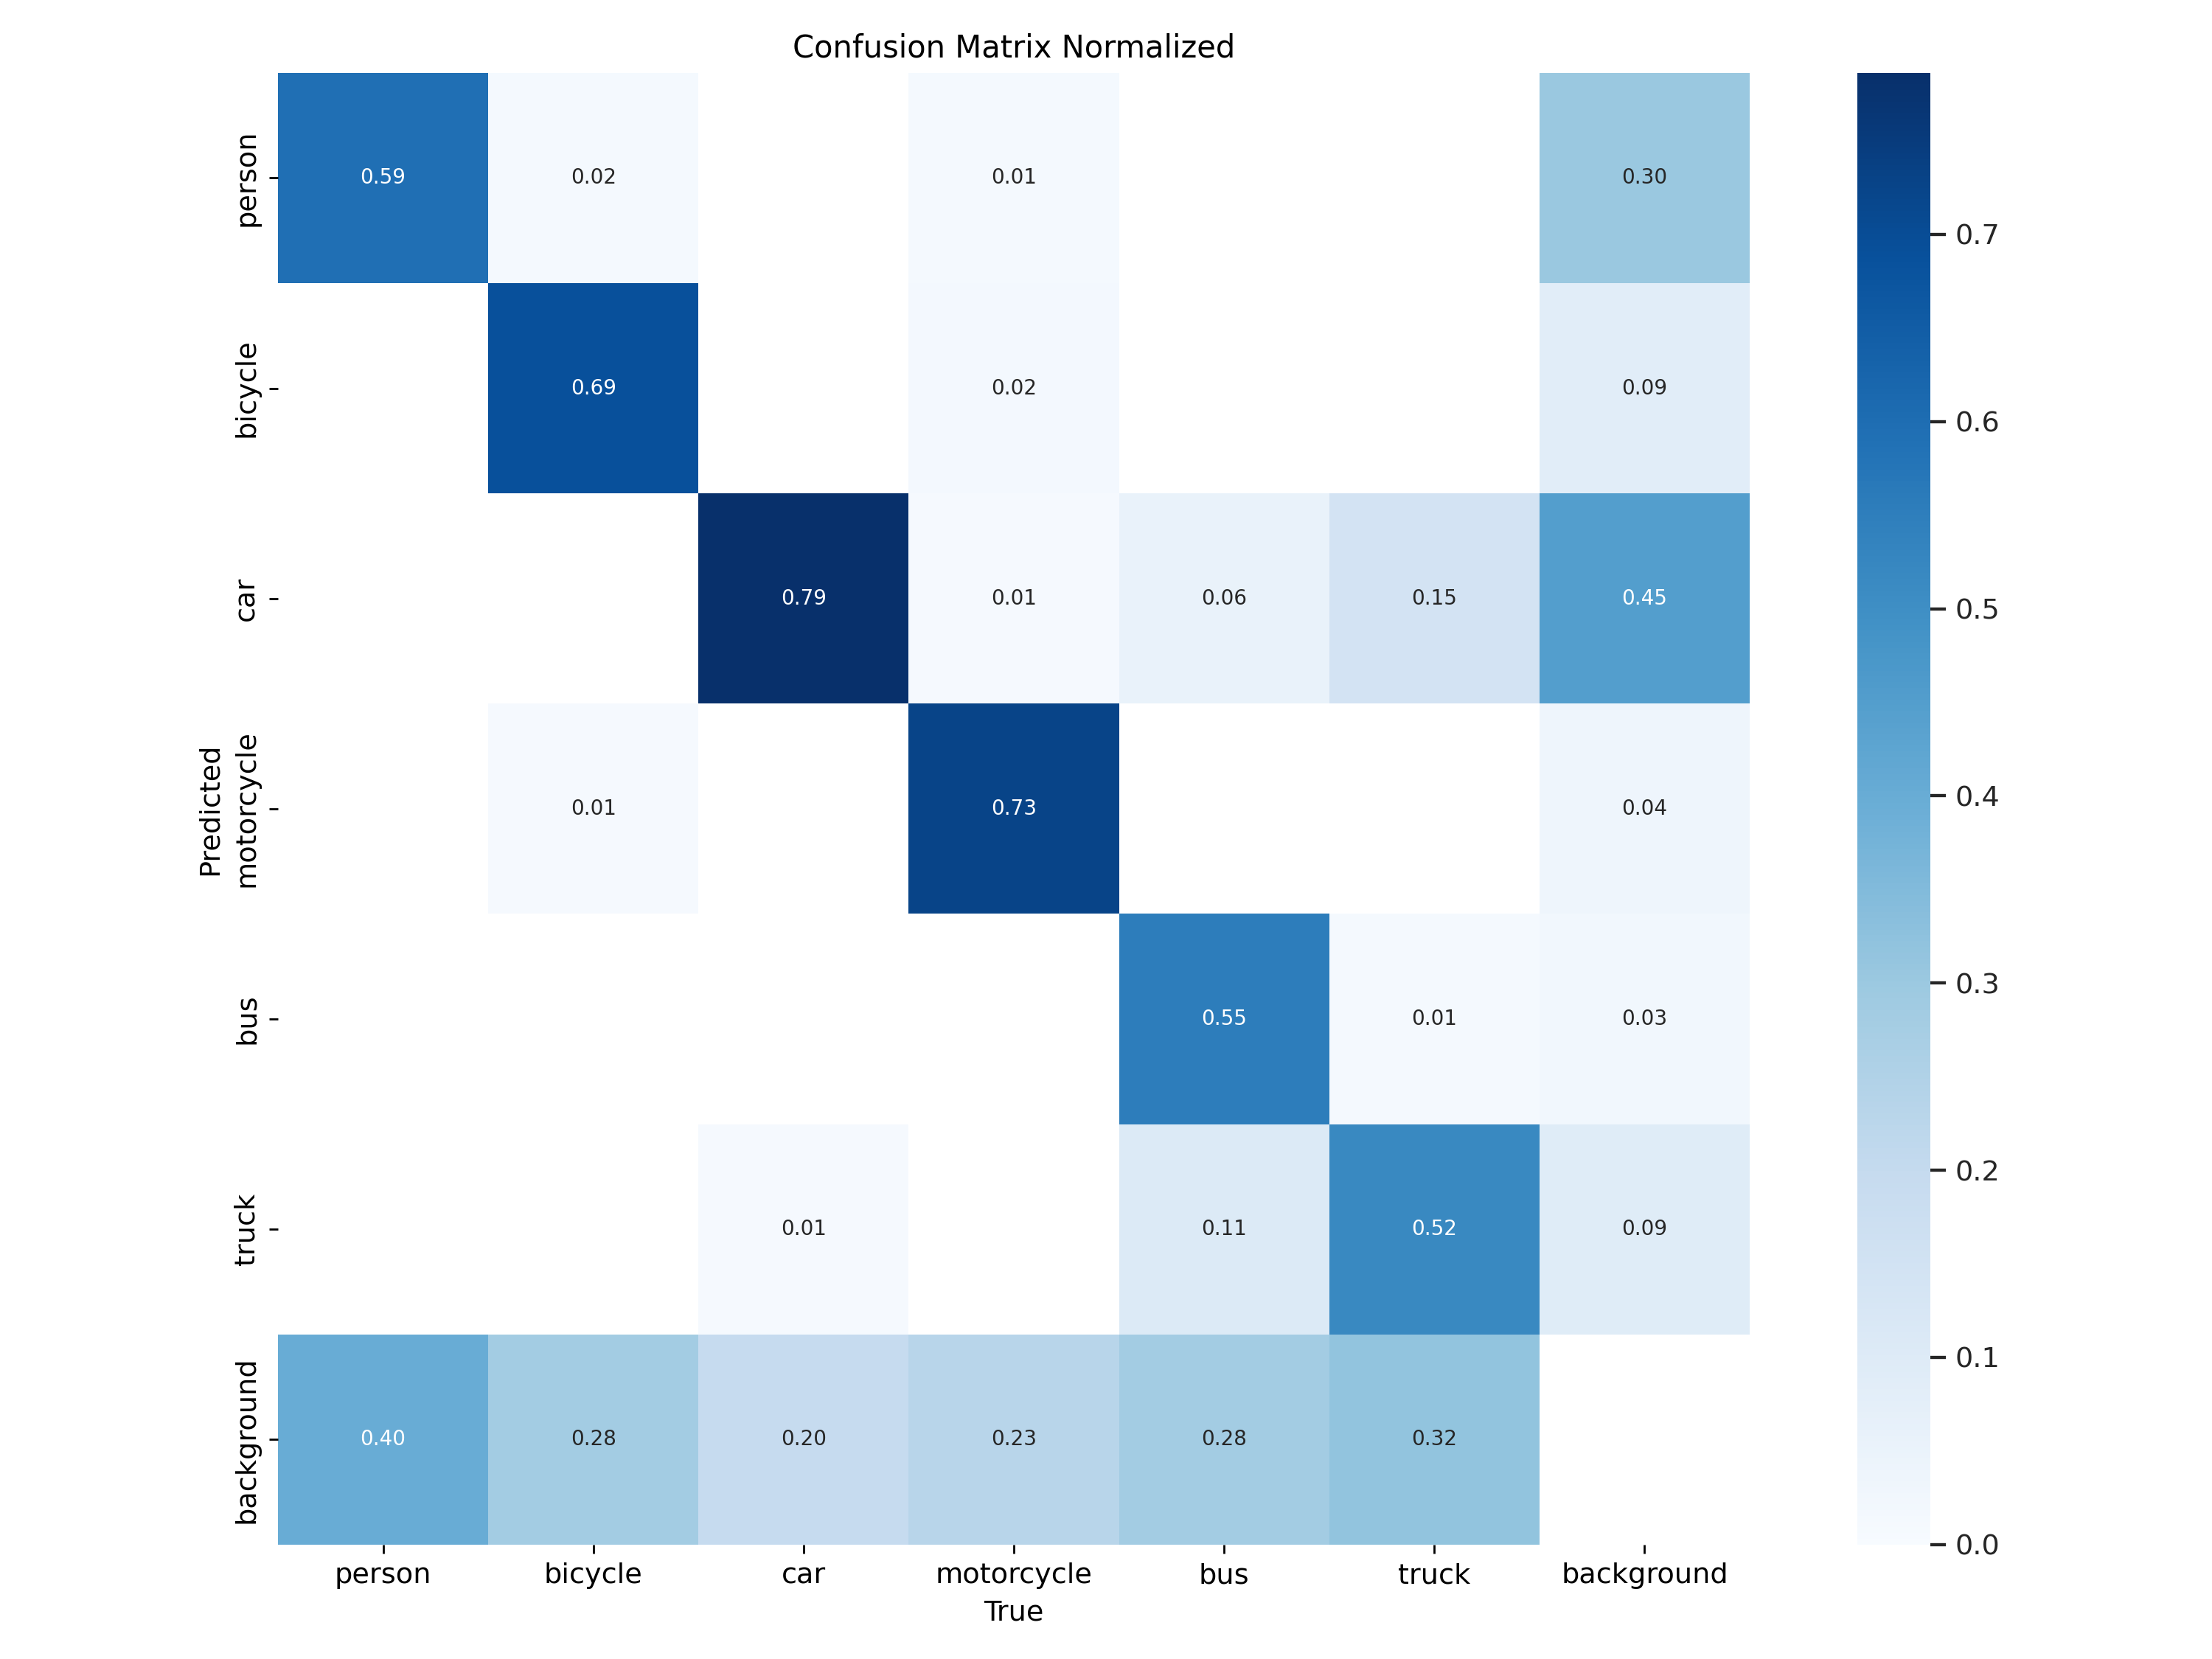 Confusion Matrix Normalized
person 0.59 0.02 0.01 0.30
0.7
bicycle 0.69 0.02 0.09
0.6
car 0.79 0.01 0.06 0.15 0.45
0.5
Predicted
motorcycle 0.01 0.73 0.04
0.4
bus 0.55 0.01 0.03
0.3
truck 0.01 0.11 0.52 0.09
0.2
0.1
background 0.40 0.28 0.20 0.23 0.28 0.32
0.0
person bicycle car motorcycle bus truck background
True